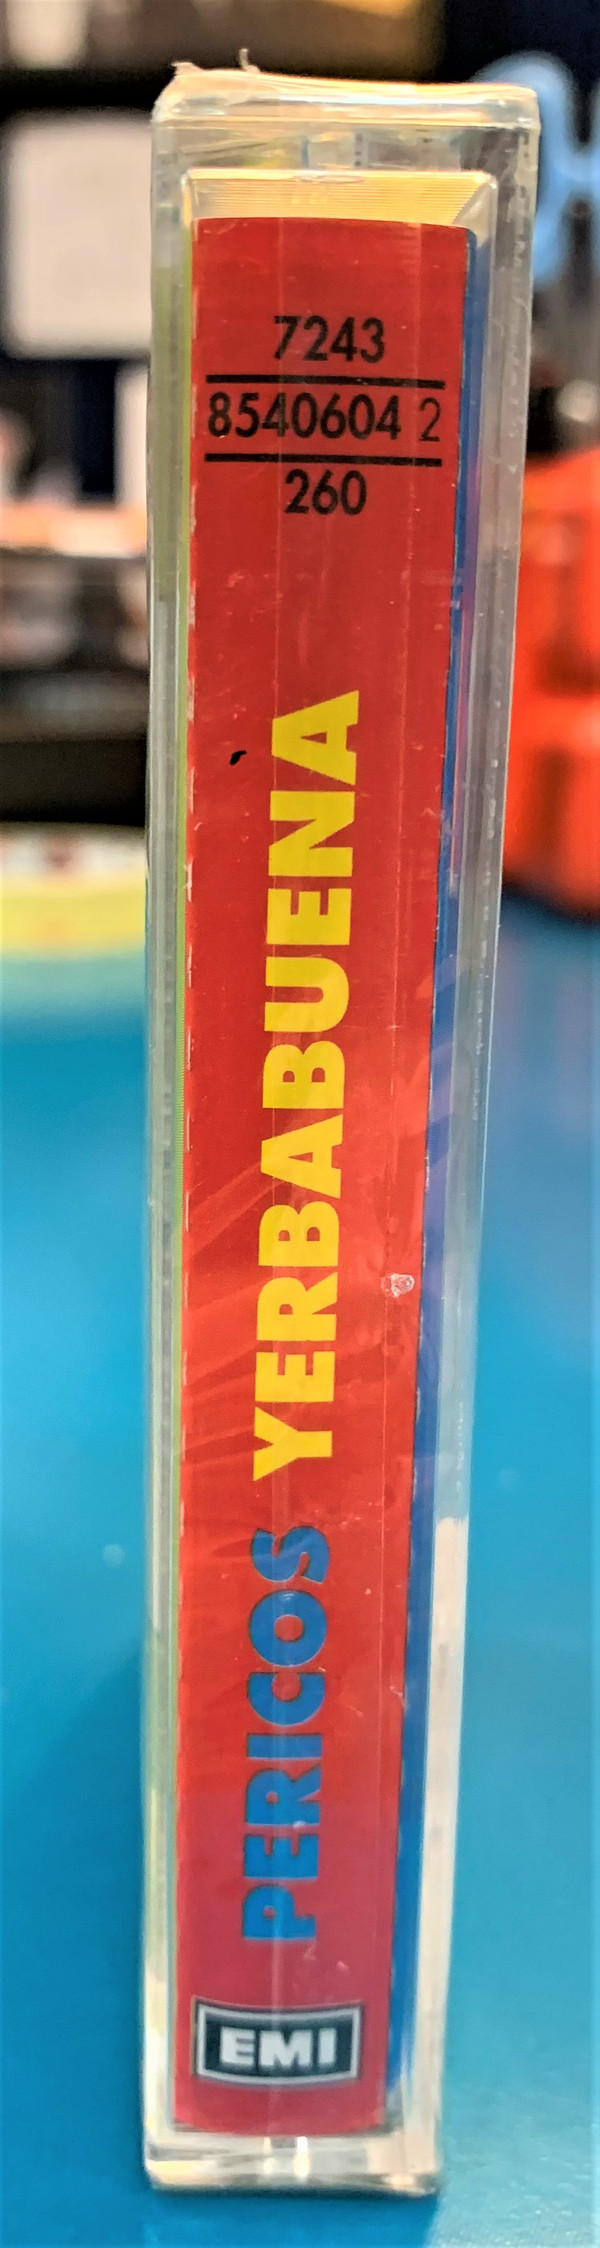 7243
8540604 2
260
PERICOS YERBABUENA
EMI